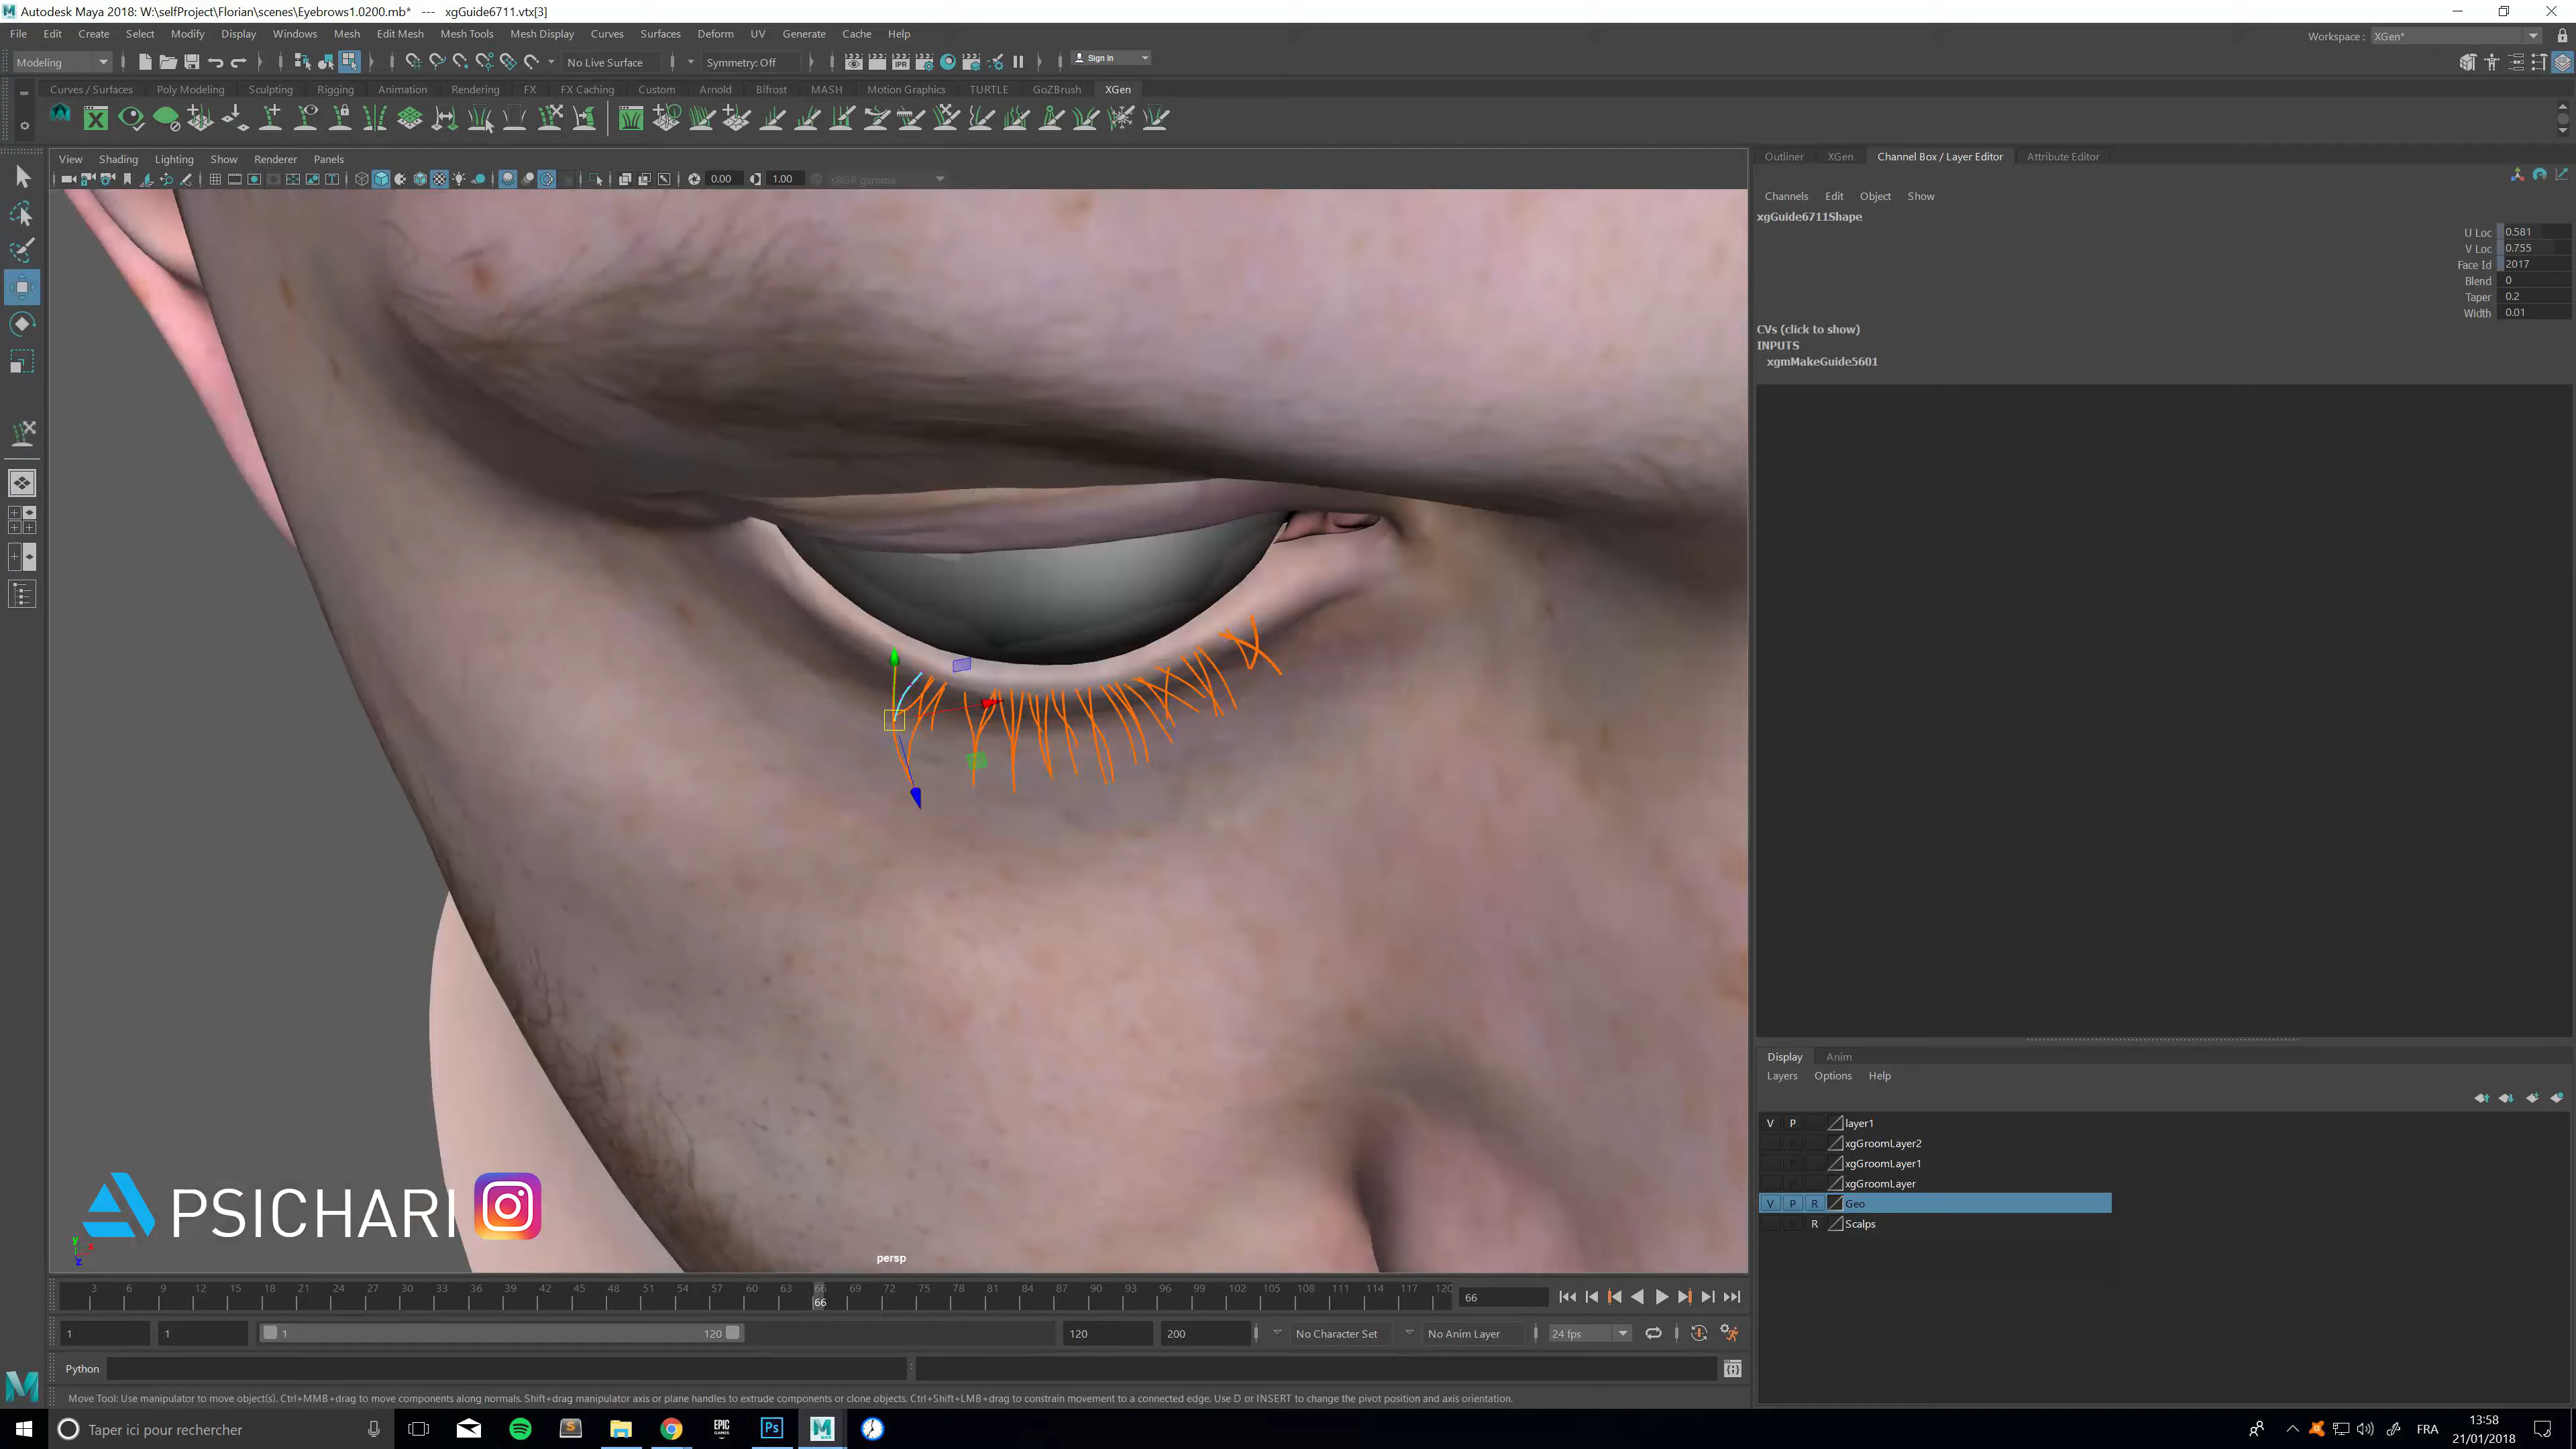 Autodesk Maya 2018: W:\selfProject\Florian\scenes\Eyebrows1.0200.mb* --- xgGuide6711.vtx[3]
File Edit Create Select Modify Display Windows Mesh Edit Mesh Mesh Tools Mesh Display Curves Surfaces Deform UV Generate Cache Help
Workspace : XGen*
Modeling No Live Surface Symmetry: Off IPR Sign In
Curves / Surfaces Poly Modeling Sculpting Rigging Animation Rendering FX FX Caching Custom Arnold Bifrost MASH Motion Graphics TURTLE GoZBrush XGen
View Shading Lighting Show Renderer Panels
0.00 1.00 sRGB gamma
Outliner XGen Channel Box / Layer Editor Attribute Editor
Channels Edit Object Show
xgGuide6711Shape
U Loc 0.581
V Loc 0.755
Face Id 2017
Blend 0
Taper 0.2
Width 0.01
CVs (click to show)
INPUTS
xgmMakeGuide5601
Display Anim
Layers Options Help
V P layer1
P xgGroomLayer2
P xgGroomLayer1
P xgGroomLayer
V P R Geo
R Scalps
PSICHARI
y
x
z
persp
3 6 9 12 15 18 21 24 27 30 33 36 39 42 45 48 51 54 57 60 63 66 69 72 75 78 81 84 87 90 93 96 99 102 105 108 111 114 117 120
66
66
1 1 1 120 120 200 No Character Set No Anim Layer 24 fps
Python
Move Tool: Use manipulator to move object(s). Ctrl+MMB+drag to move components along normals. Shift+drag manipulator axis or plane handles to extrude components or clone objects. Ctrl+Shift+LMB+drag to constrain movement to a connected edge. Use D or INSERT to change the pivot position and axis orientation.
Taper ici pour rechercher
EPIC GAMES
Ps
FRA
13:58
21/01/2018